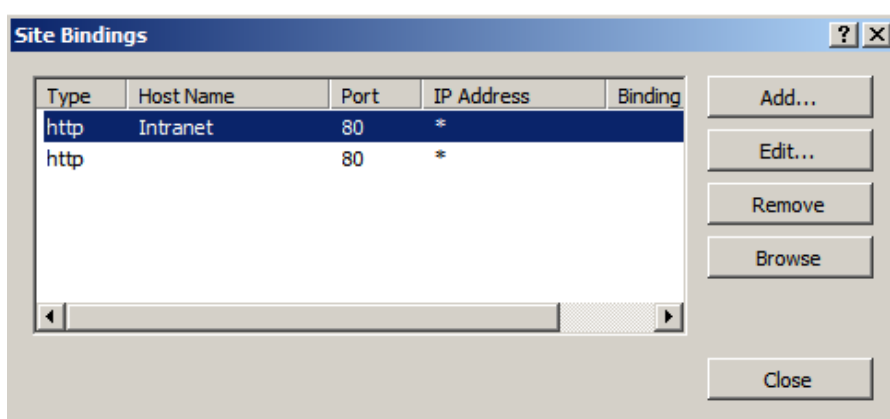 Site Bindings
Type Host Name Port IP Address Binding
http Intranet 80 *
http 80 *
Add...
Edit...
Remove
Browse
Close